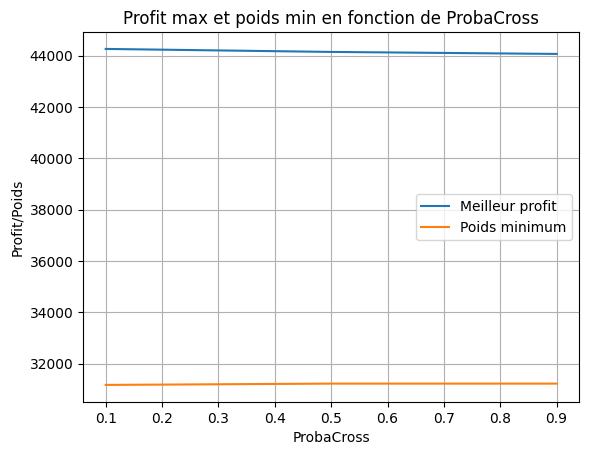 Profit max et poids min en fonction de ProbaCross
44000
42000
40000
38000
36000
34000
32000
Profit/Poids
Meilleur profit
Poids minimum
0.1 0.2 0.3 0.4 0.5 0.6 0.7 0.8 0.9
ProbaCross